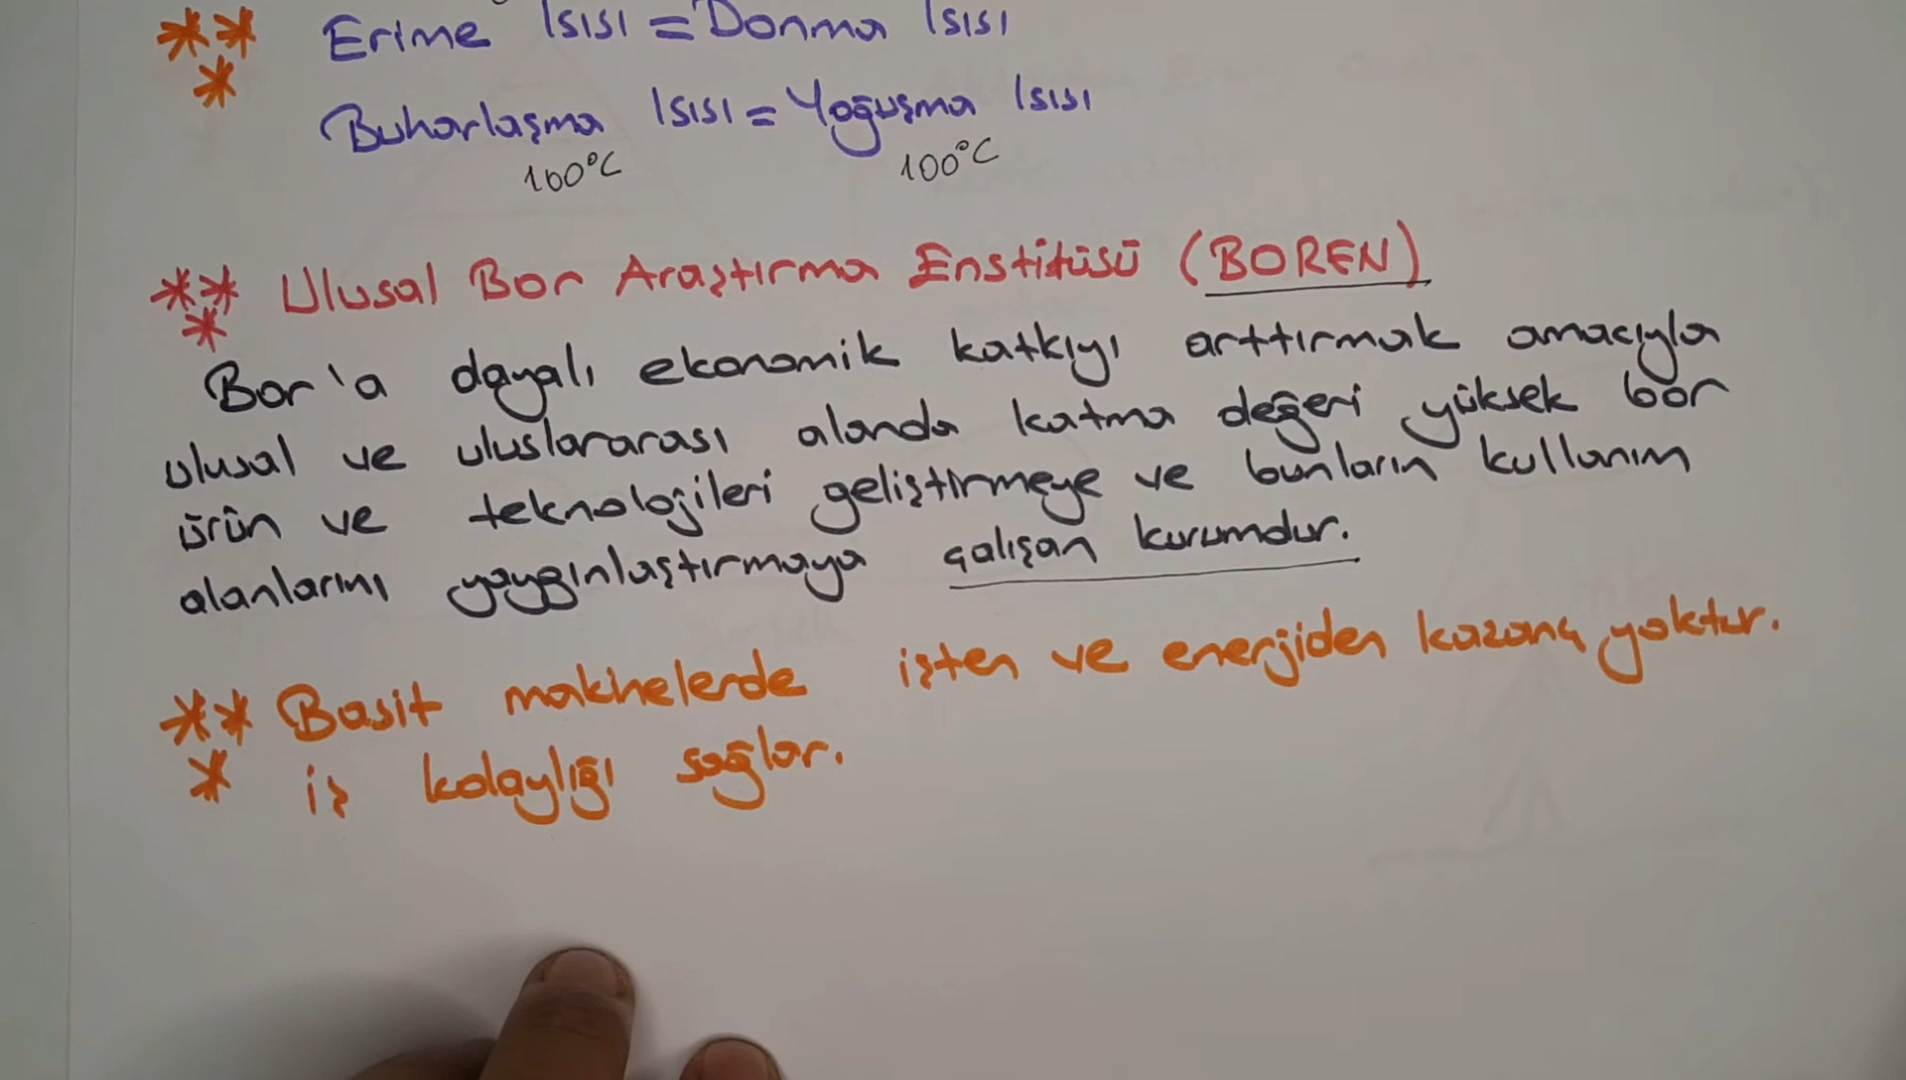 ** Erime Isısı = Donma Isısı
*
Buharlaşma Isısı = Yoğuşma Isısı
100°C 100°C
** Ulusal Bor Araştırma Enstitüsü (BOREN)
*
Bor'a dayalı ekonomik katkıyı arttırmak amacıyla
ulusal ve uluslararası alanda katma değeri yüksek bor
ürün ve teknolojileri geliştirmeye ve bunların kullanım
alanlarını yaygınlaştırmaya çalışan kurumdur.
** Basit makinelerde işten ve enerjiden kazanç yoktur.
* iş kolaylığı sağlar.